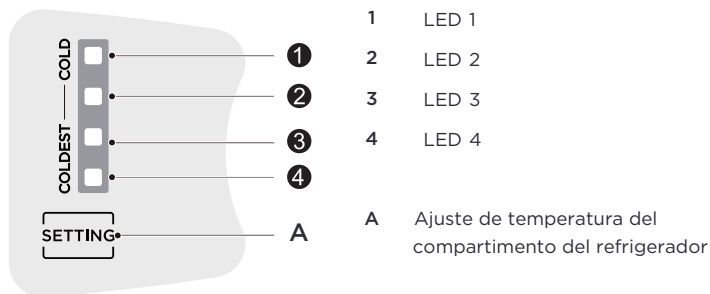 COLDEST — COLD
SETTING
1
2
3
4
A
1 LED 1
2 LED 2
3 LED 3
4 LED 4
A Ajuste de temperatura del
compartimento del refrigerador